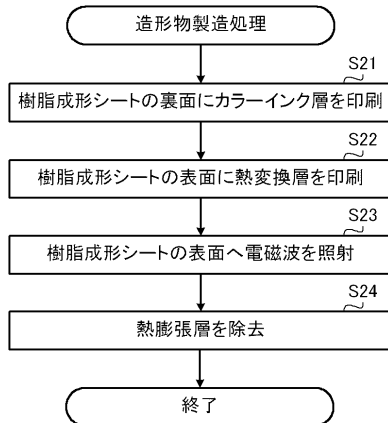 造形物製造処理
S21
樹脂成形シートの裏面にカラーインク層を印刷
S22
樹脂成形シートの表面に熱変換層を印刷
S23
樹脂成形シートの表面へ電磁波を照射
S24
熱膨張層を除去
終了